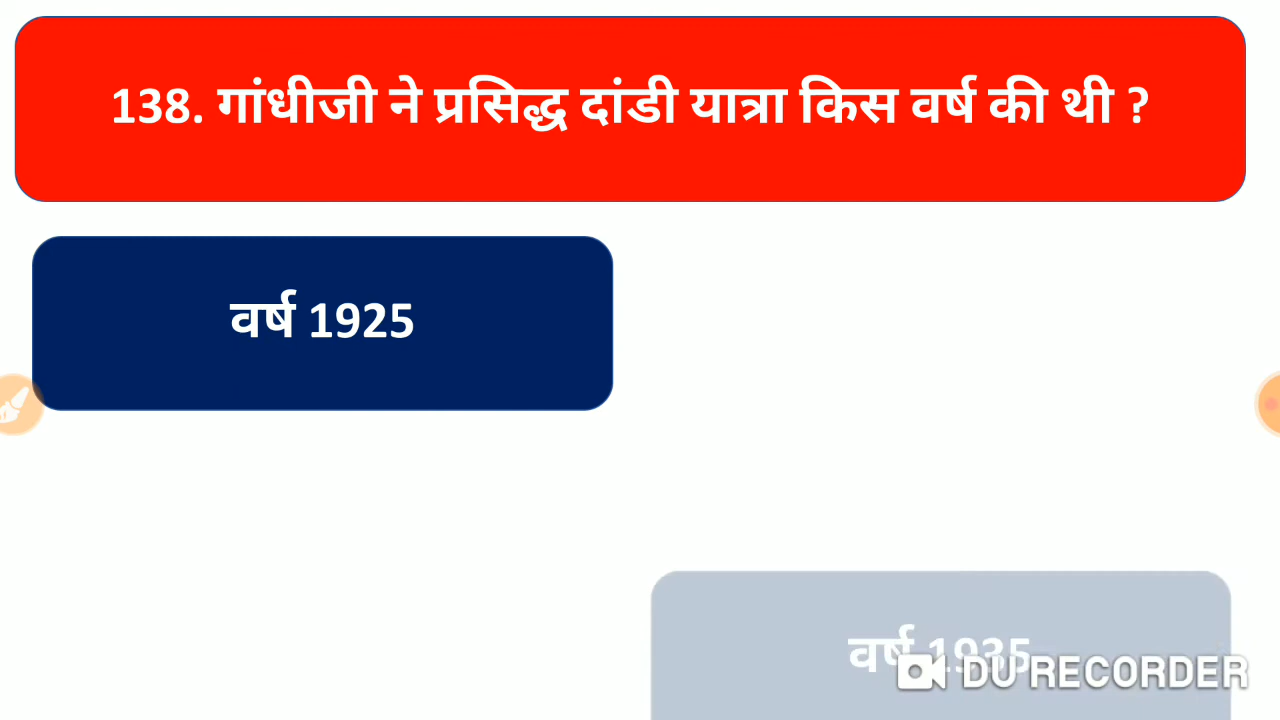 138. गांधीजी ने प्रसिद्ध दांडी यात्रा किस वर्ष की थी ?
वर्ष 1925
वर्ष 1935
DU RECORDER